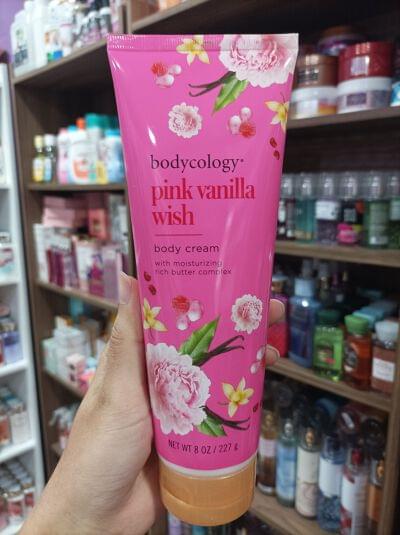 bodycology®
pink vanilla
wish
body cream
with moisturizing
rich butter complex
NET WT 8 OZ / 227 g